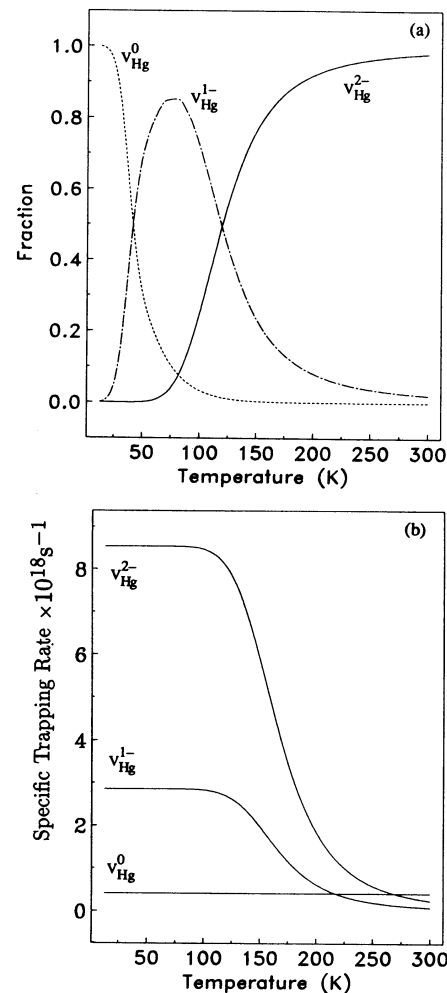 (a)
1.0
0.8
0.6
0.4
0.2
0.0
Fraction
V⁰Hg
V¹⁻Hg
V²⁻Hg
50 100 150 200 250 300
Temperature (K)
(b)
8
6
4
2
0
Specific Trapping Rate ×10¹⁸s−1
V²⁻Hg
V¹⁻Hg
V⁰Hg
50 100 150 200 250 300
Temperature (K)